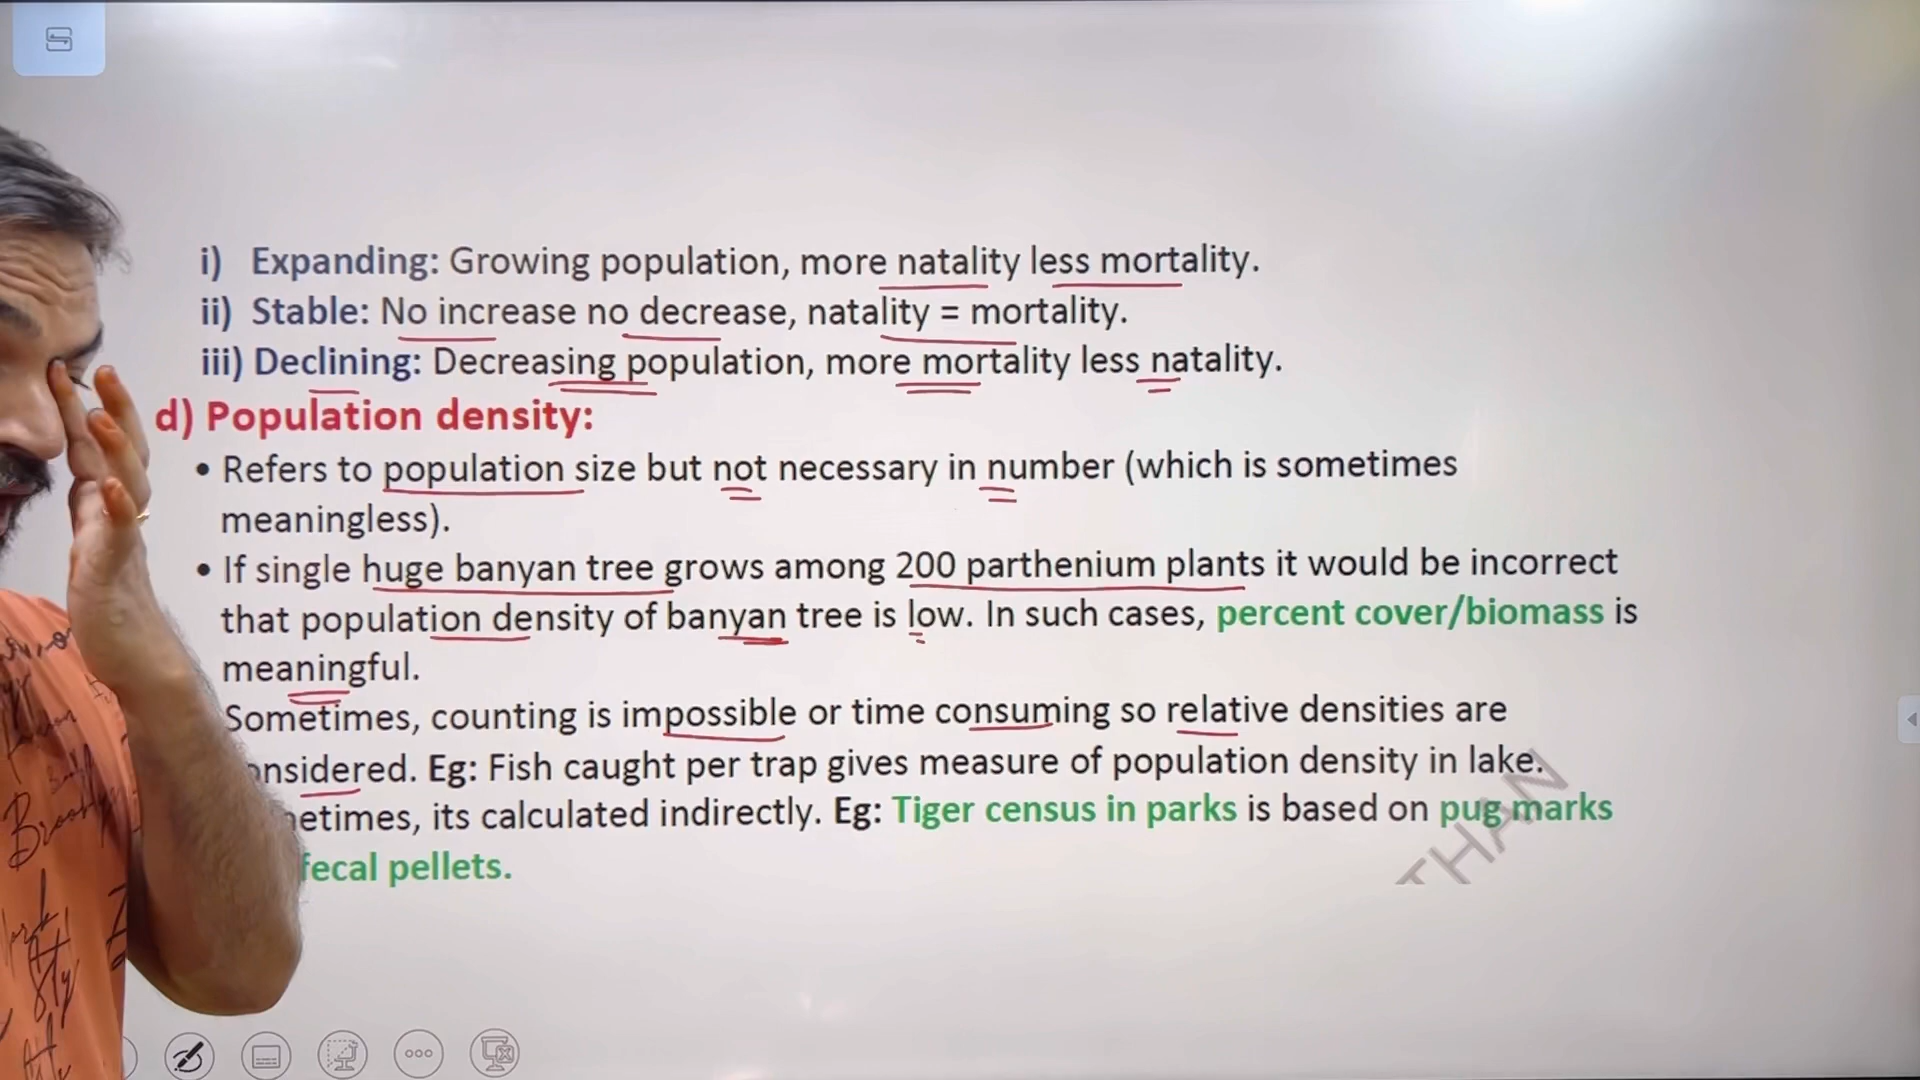 i) Expanding: Growing population, more natality less mortality.
ii) Stable: No increase no decrease, natality = mortality.
iii) Declining: Decreasing population, more mortality less natality.
d) Population density:
• Refers to population size but not necessary in number (which is sometimes
meaningless).
• If single huge banyan tree grows among 200 parthenium plants it would be incorrect
that population density of banyan tree is low. In such cases, percent cover/biomass is
meaningful.
Sometimes, counting is impossible or time consuming so relative densities are
nsidered. Eg: Fish caught per trap gives measure of population density in lake.
etimes, its calculated indirectly. Eg: Tiger census in parks is based on pug marks
fecal pellets.
THAN